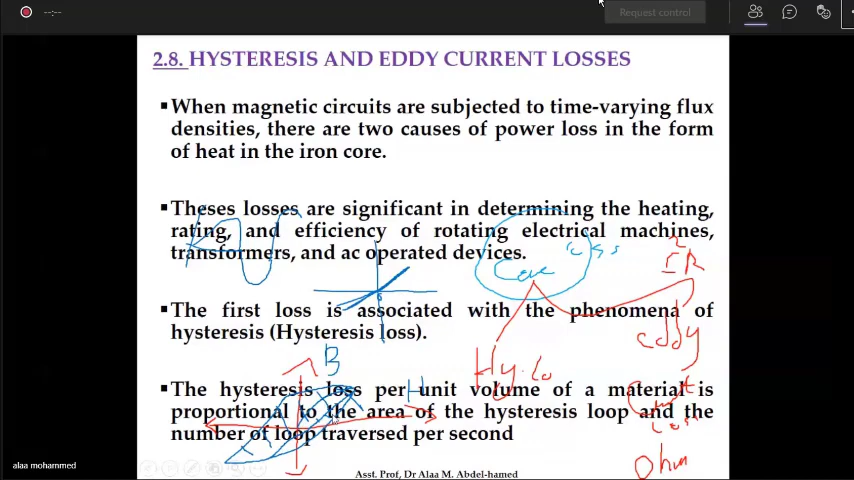 Request control
--:--
2.8. HYSTERESIS AND EDDY CURRENT LOSSES
▪When magnetic circuits are subjected to time-varying flux
densities, there are two causes of power loss in the form
of heat in the iron core.
▪Theses losses are significant in determining the heating,
rating, and efficiency of rotating electrical machines,
transformers, and ac operated devices.
Core loss
I²R
▪The first loss is associated with the phenomena of
hysteresis (Hysteresis loss).
eddy
B
Hy. lo
H
▪The hysteresis loss per unit volume of a material is
proportional to the area of the hysteresis loop and the
number of loop traversed per second
loss
ohm
alaa mohammed
Asst. Prof, Dr Alaa M. Abdel-hamed